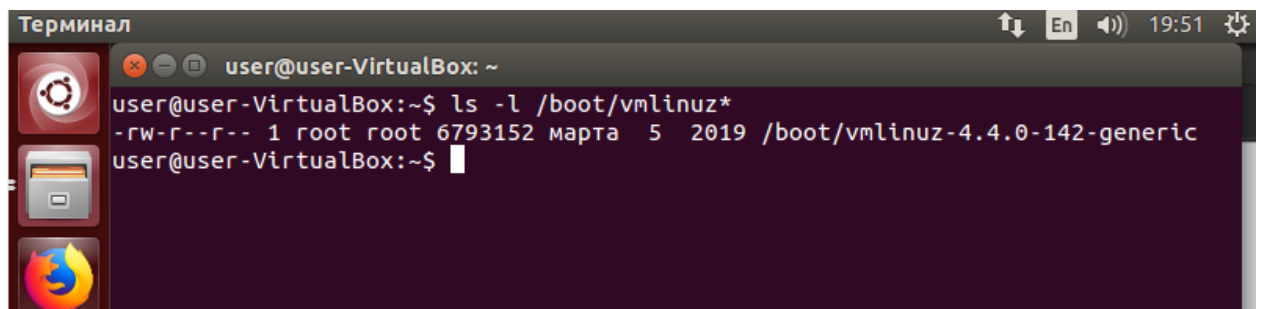 Терминал En 19:51
user@user-VirtualBox: ~
user@user-VirtualBox:~$ ls -l /boot/vmlinuz*
-rw-r--r-- 1 root root 6793152 марта  5  2019 /boot/vmlinuz-4.4.0-142-generic
user@user-VirtualBox:~$